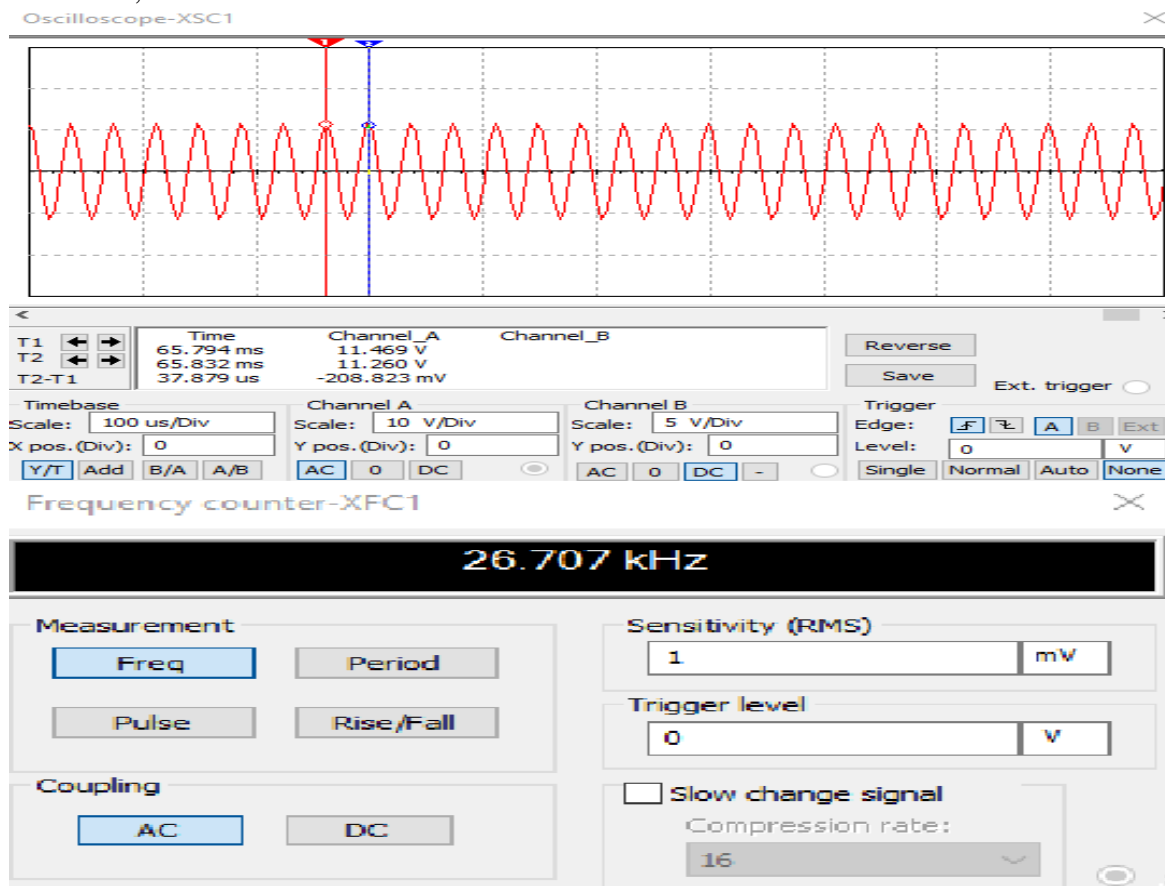 Oscilloscope-XSC1
1 2
T1
T2
T2-T1
Time Channel_A Channel_B
65.794 ms 11.469 V
65.832 ms 11.260 V
37.879 us -208.823 mV
Reverse
Save
Ext. trigger
Timebase
Scale: 100 us/Div
X pos.(Div): 0
Y/T Add B/A A/B
Channel A
Scale: 10 V/Div
Y pos.(Div): 0
AC 0 DC
Channel B
Scale: 5 V/Div
Y pos.(Div): 0
AC 0 DC -
Trigger
Edge: A B Ext
Level: 0 V
Single Normal Auto None
Frequency counter-XFC1
26.707 kHz
Measurement
Freq Period
Pulse Rise/Fall
Coupling
AC DC
Sensitivity (RMS)
1 mV
Trigger level
0 V
Slow change signal
Compression rate:
16